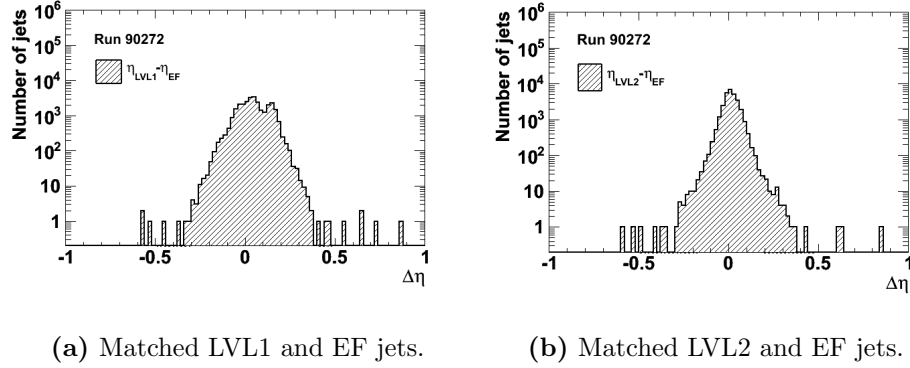 Number of jets
10^6
10^5
10^4
10^3
10^2
10
1
Run 90272
η_LVL1-η_EF
-1 -0.5 0 0.5 1
Δη
(a) Matched LVL1 and EF jets.
Number of jets
10^6
10^5
10^4
10^3
10^2
10
1
Run 90272
η_LVL2-η_EF
-1 -0.5 0 0.5 1
Δη
(b) Matched LVL2 and EF jets.